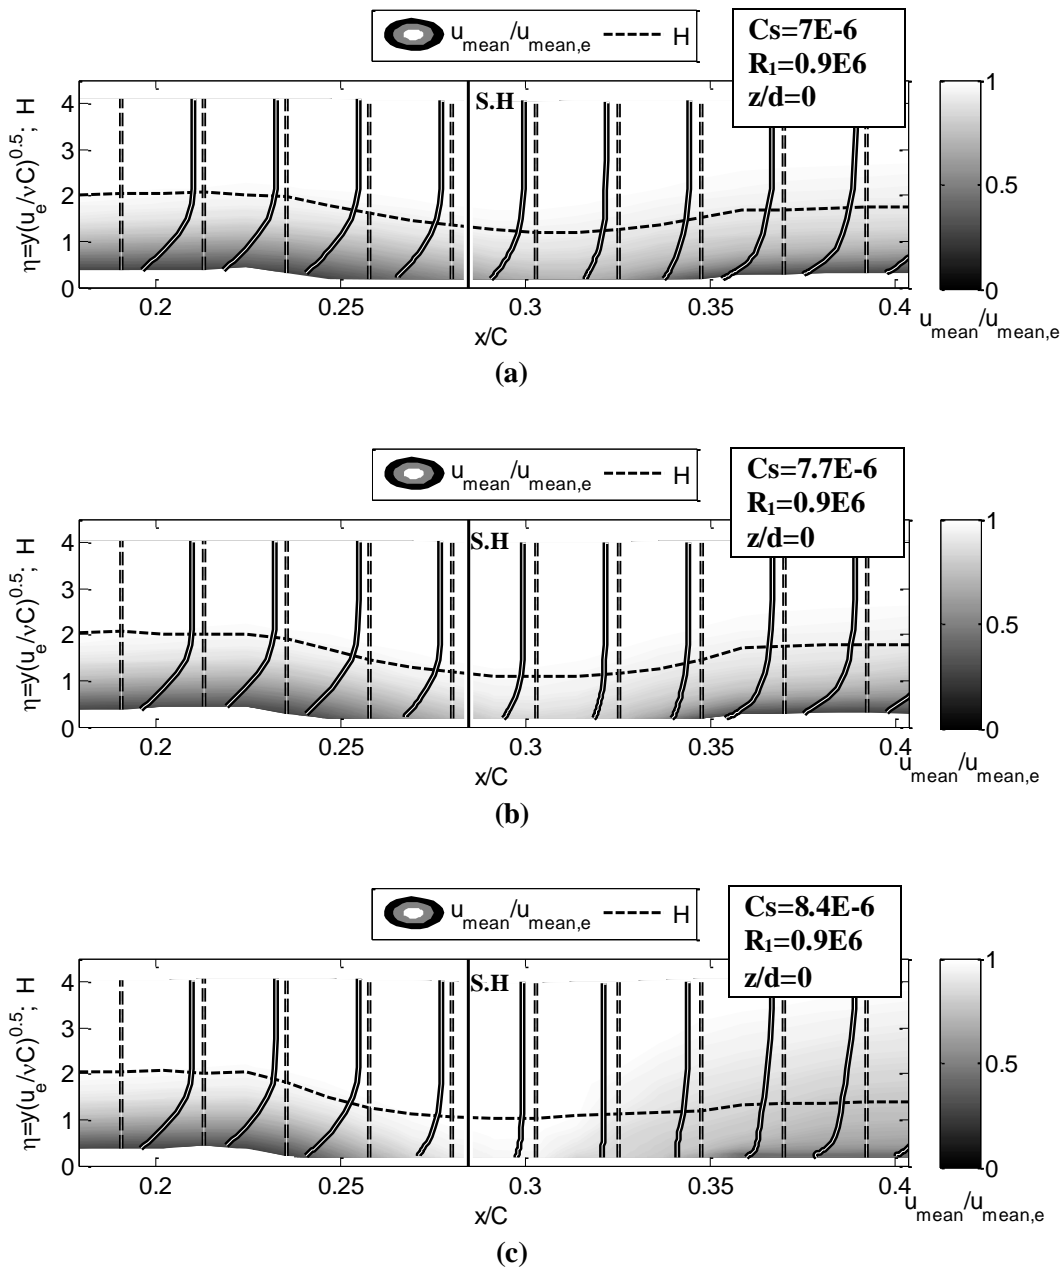 u_mean/u_mean,e H
Cs=7E-6
R₁=0.9E6
z/d=0
S.H
η=y(u_e/νC)^0.5; H
4
3
2
1
0
0.2 0.25 0.3 0.35 0.4
x/C
1
0.5
0
u_mean/u_mean,e
(a)
u_mean/u_mean,e H
Cs=7.7E-6
R₁=0.9E6
z/d=0
S.H
η=y(u_e/νC)^0.5; H
4
3
2
1
0
0.2 0.25 0.3 0.35 0.4
x/C
1
0.5
0
u_mean/u_mean,e
(b)
u_mean/u_mean,e H
Cs=8.4E-6
R₁=0.9E6
z/d=0
S.H
η=y(u_e/νC)^0.5; H
4
3
2
1
0
0.2 0.25 0.3 0.35 0.4
x/C
1
0.5
0
u_mean/u_mean,e
(c)